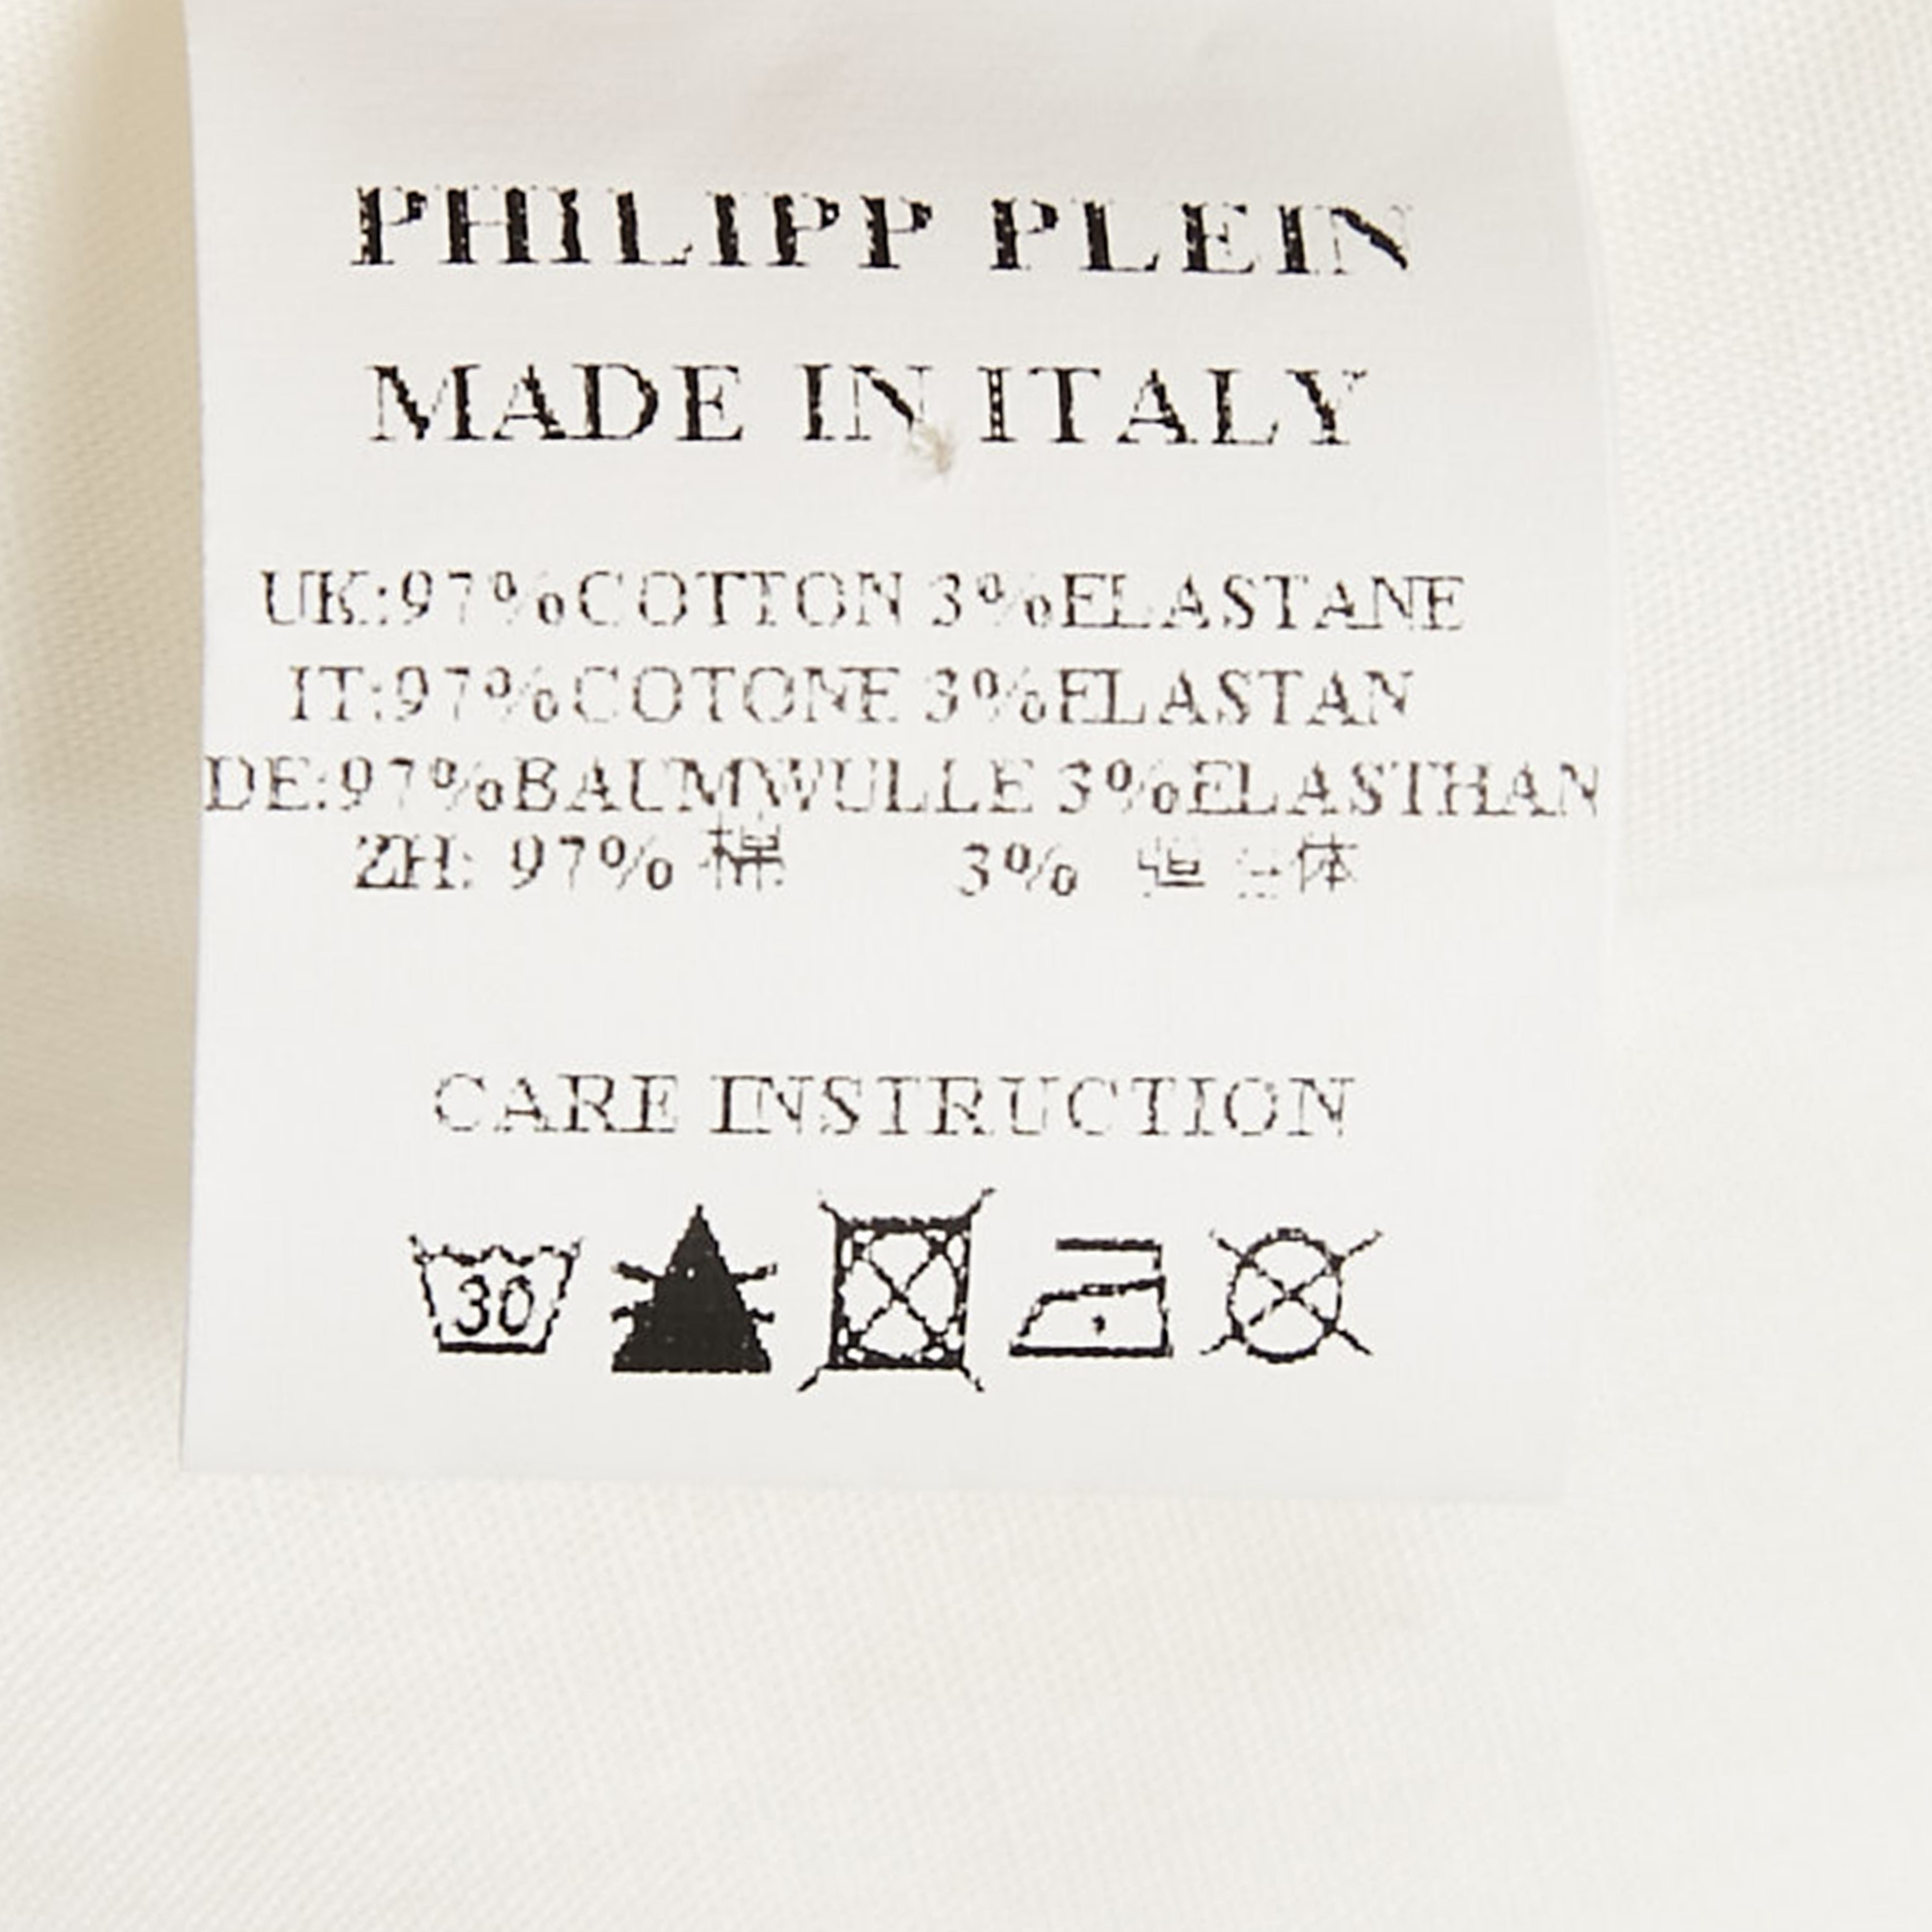 PHILIPP PLEIN
MADE IN ITALY
UK:97%COTTON 3%ELASTANE
IT:97%COTONE 3%ELASTAN
DE:97%BAUMWULLE 3%ELASTHAN
ZH: 97% 棉 3%
CARE INSTRUCTION
30